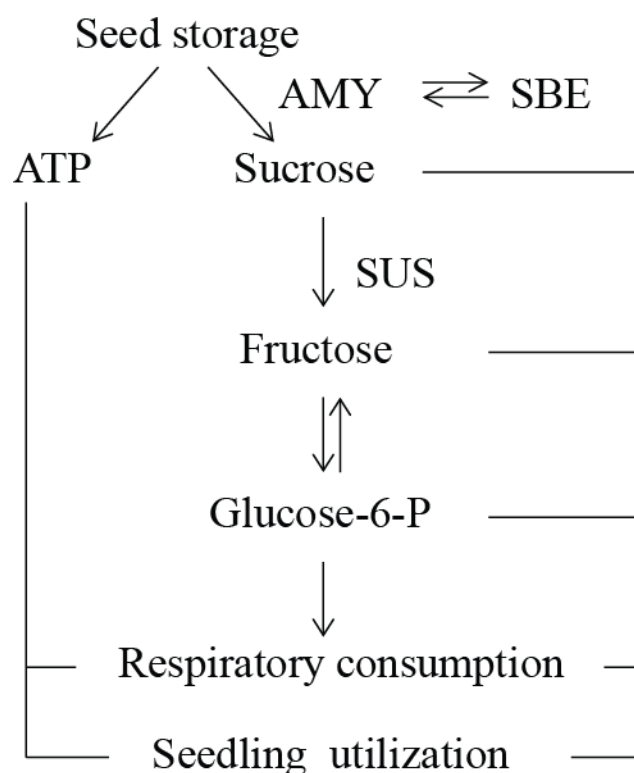 Seed storage
AMY SBE
ATP Sucrose
SUS
Fructose
Glucose-6-P
Respiratory consumption
Seedling utilization